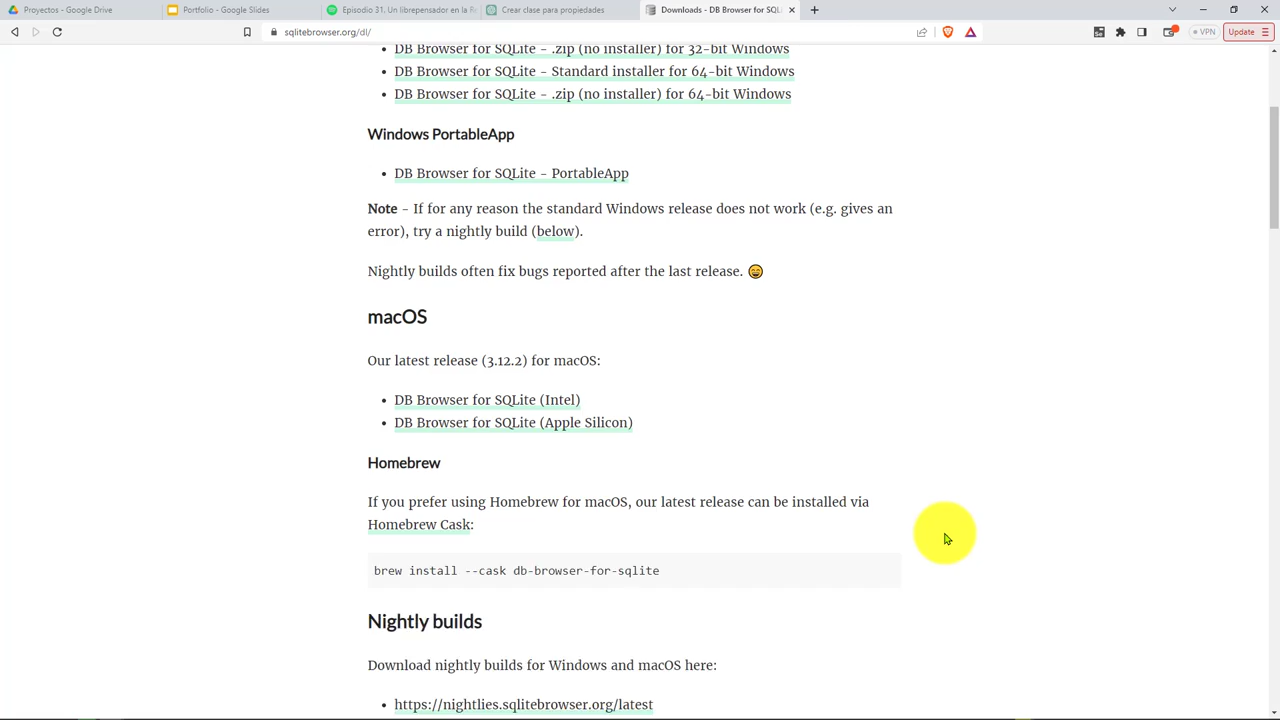 Proyectos - Google Drive
Portfolio - Google Slides
Episodio 31. Un librepensador en la Re
Crear clase para propiedades
Downloads - DB Browser for SQL
sqlitebrowser.org/dl/
VPN
Update
DB Browser for SQLite - .zip (no installer) for 32-bit Windows
DB Browser for SQLite - Standard installer for 64-bit Windows
DB Browser for SQLite - .zip (no installer) for 64-bit Windows
Windows PortableApp
DB Browser for SQLite - PortableApp
Note - If for any reason the standard Windows release does not work (e.g. gives an
error), try a nightly build (below).
Nightly builds often fix bugs reported after the last release. 😄
macOS
Our latest release (3.12.2) for macOS:
DB Browser for SQLite (Intel)
DB Browser for SQLite (Apple Silicon)
Homebrew
If you prefer using Homebrew for macOS, our latest release can be installed via
Homebrew Cask:
brew install --cask db-browser-for-sqlite
Nightly builds
Download nightly builds for Windows and macOS here:
https://nightlies.sqlitebrowser.org/latest